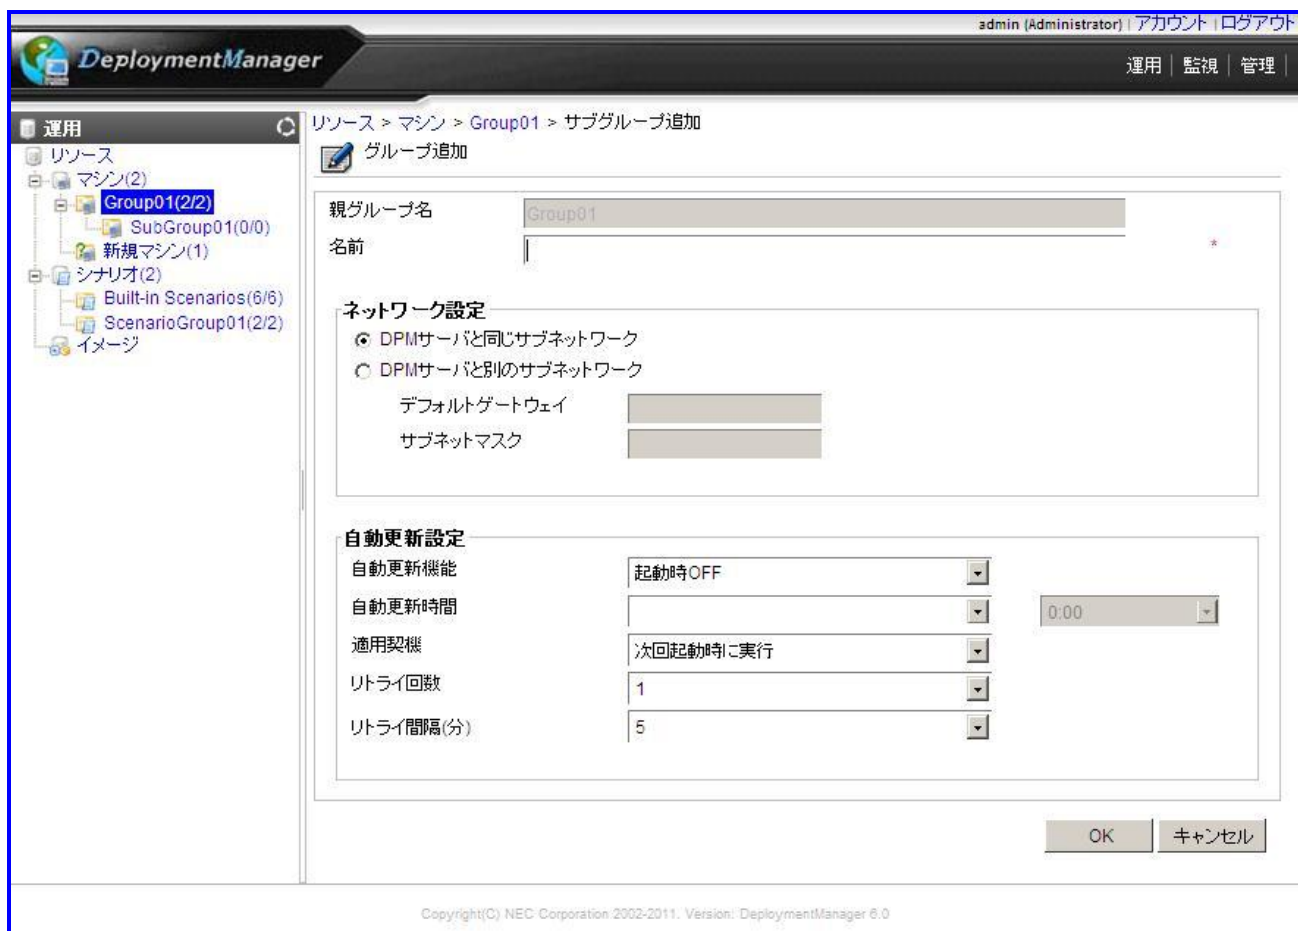 admin (Administrator) | アカウント | ログアウト
DeploymentManager
運用 | 監視 | 管理 |
運用
リソース
マシン(2)
Group01(2/2)
SubGroup01(0/0)
新規マシン(1)
シナリオ(2)
Built-in Scenarios(6/6)
ScenarioGroup01(2/2)
イメージ
リソース > マシン > Group01 > サブグループ追加
グループ追加
親グループ名 Group01
名前 *
ネットワーク設定
DPMサーバと同じサブネットワーク
DPMサーバと別のサブネットワーク
デフォルトゲートウェイ
サブネットマスク
自動更新設定
自動更新機能 起動時OFF
自動更新時間 0:00
適用契機 次回起動時に実行
リトライ回数 1
リトライ間隔(分) 5
OK キャンセル
Copyright(C) NEC Corporation 2002-2011. Version: DeploymentManager 6.0